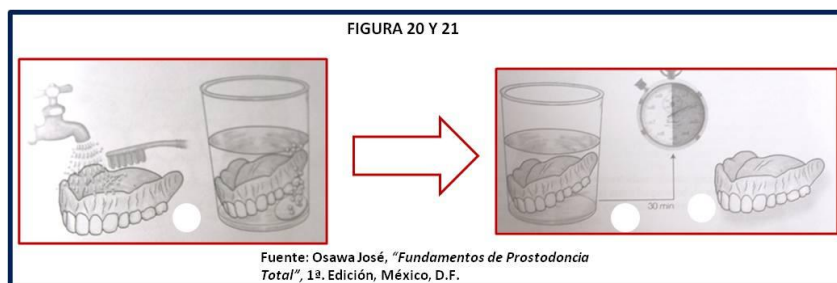 FIGURA 20 Y 21
30 min
Fuente: Osawa José, “Fundamentos de Prostodoncia
Total”, 1ª. Edición, México, D.F.